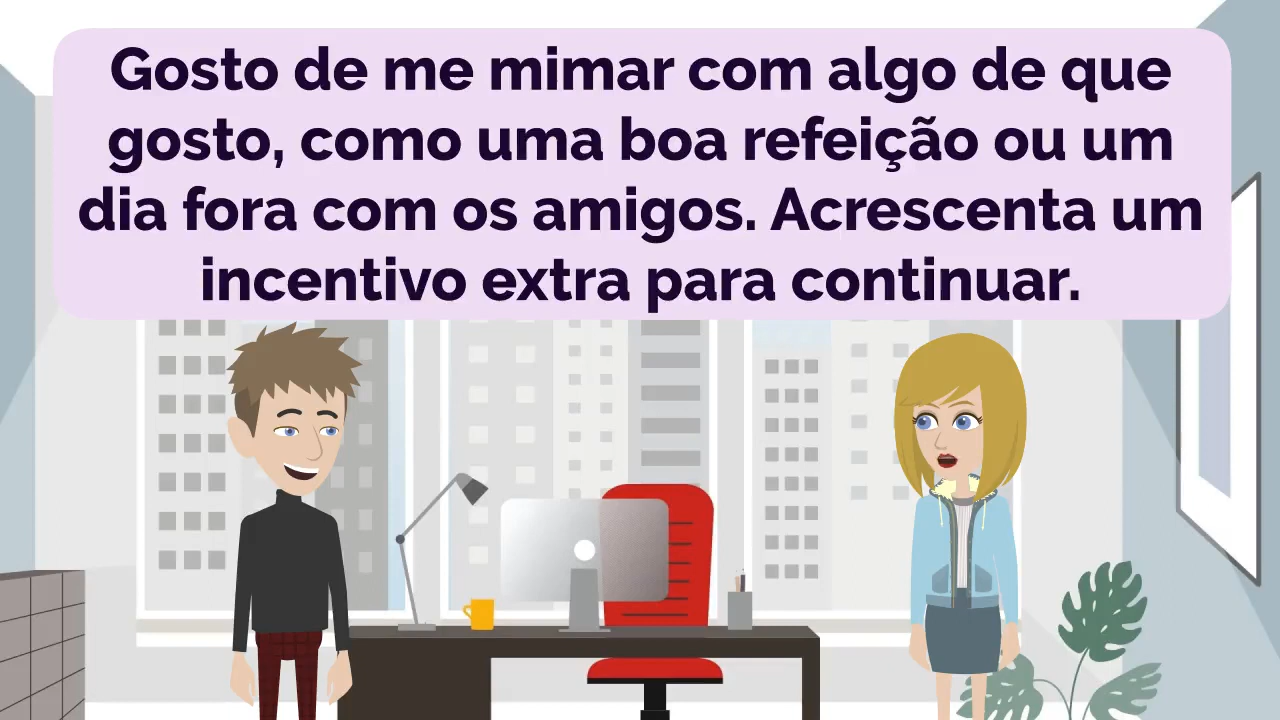 Gosto de me mimar com algo de que
gosto, como uma boa refeição ou um
dia fora com os amigos. Acrescenta um
incentivo extra para continuar.